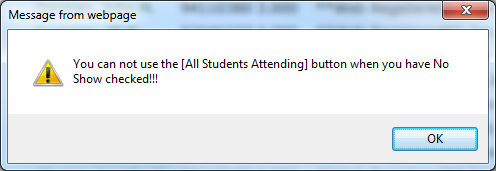 Message from webpage
You can not use the [All Students Attending] button when you have No
Show checked!!!
OK